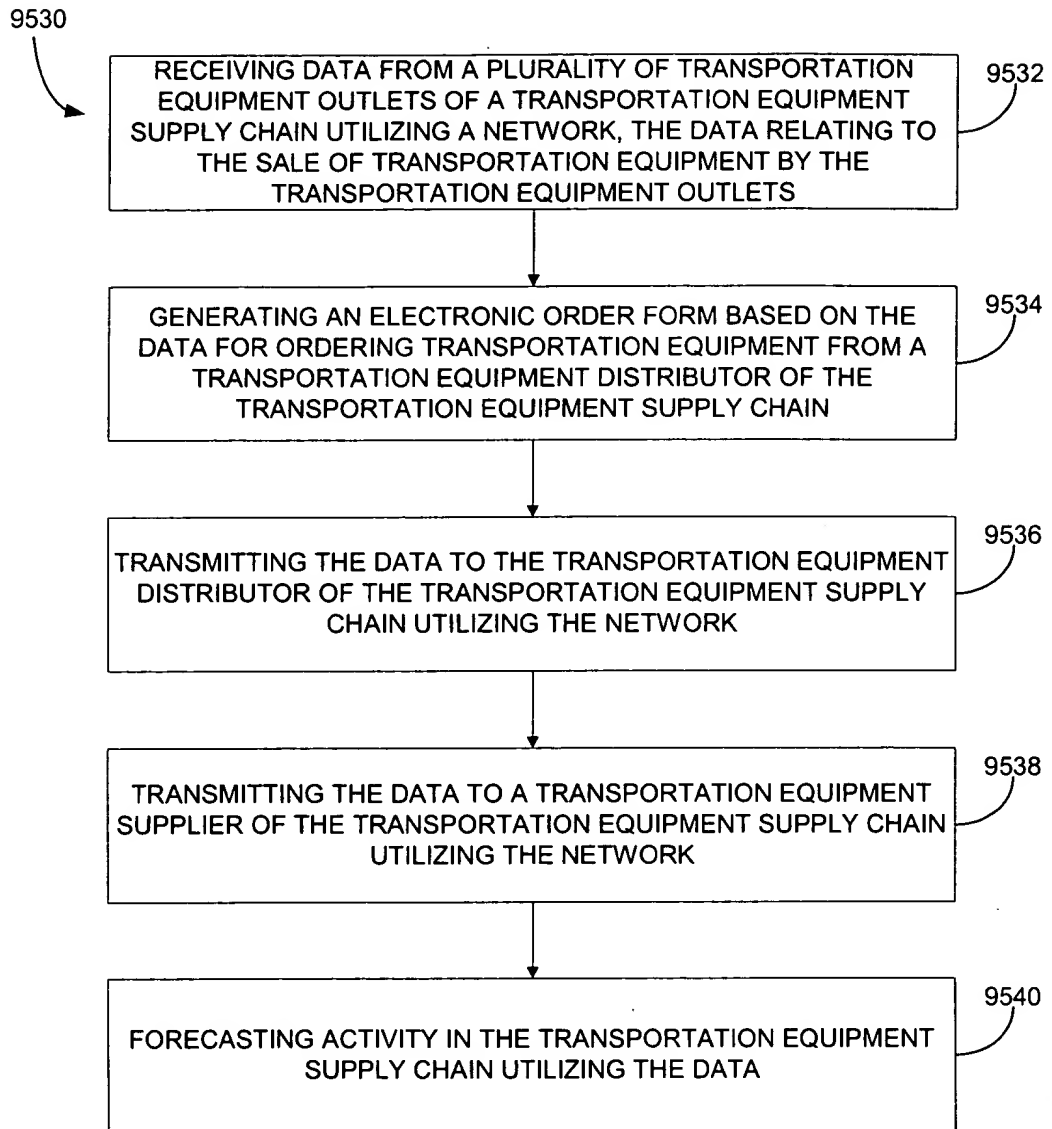 9530
RECEIVING DATA FROM A PLURALITY OF TRANSPORTATION
EQUIPMENT OUTLETS OF A TRANSPORTATION EQUIPMENT
SUPPLY CHAIN UTILIZING A NETWORK, THE DATA RELATING TO
THE SALE OF TRANSPORTATION EQUIPMENT BY THE
TRANSPORTATION EQUIPMENT OUTLETS
9532
GENERATING AN ELECTRONIC ORDER FORM BASED ON THE
DATA FOR ORDERING TRANSPORTATION EQUIPMENT FROM A
TRANSPORTATION EQUIPMENT DISTRIBUTOR OF THE
TRANSPORTATION EQUIPMENT SUPPLY CHAIN
9534
TRANSMITTING THE DATA TO THE TRANSPORTATION EQUIPMENT
DISTRIBUTOR OF THE TRANSPORTATION EQUIPMENT SUPPLY
CHAIN UTILIZING THE NETWORK
9536
TRANSMITTING THE DATA TO A TRANSPORTATION EQUIPMENT
SUPPLIER OF THE TRANSPORTATION EQUIPMENT SUPPLY CHAIN
UTILIZING THE NETWORK
9538
FORECASTING ACTIVITY IN THE TRANSPORTATION EQUIPMENT
SUPPLY CHAIN UTILIZING THE DATA
9540